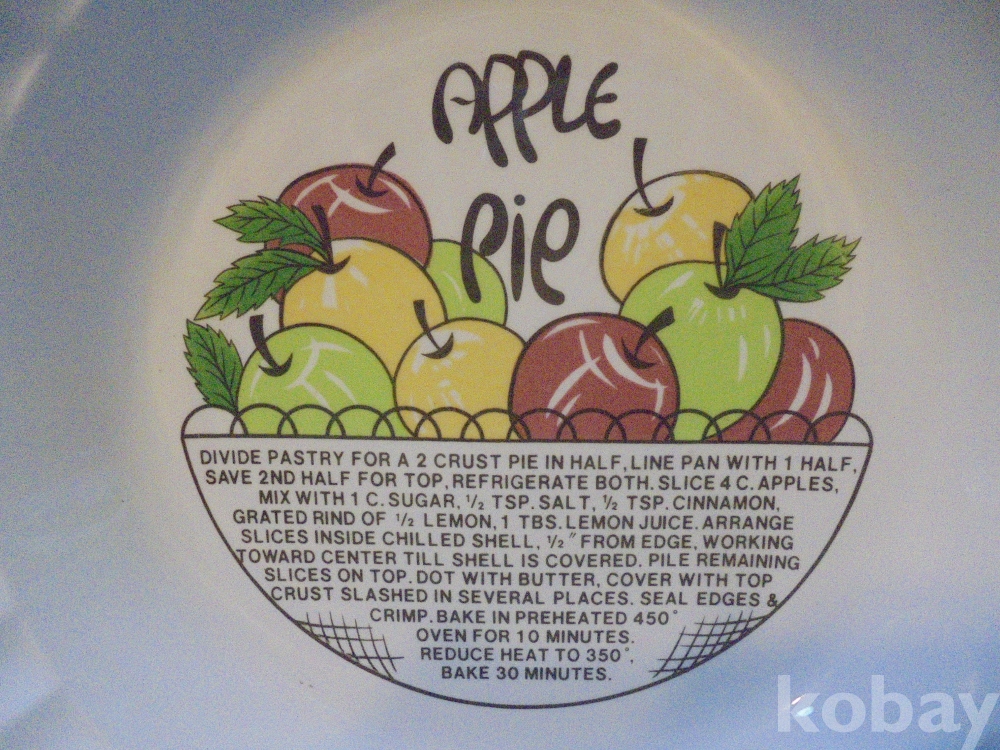 APPLE
Pie
DIVIDE PASTRY FOR A 2 CRUST PIE IN HALF, LINE PAN WITH 1 HALF,
SAVE 2ND HALF FOR TOP, REFRIGERATE BOTH. SLICE 4 C. APPLES,
MIX WITH 1 C. SUGAR, ½ TSP. SALT, ½ TSP. CINNAMON,
GRATED RIND OF ½ LEMON, 1 TBS. LEMON JUICE. ARRANGE
SLICES INSIDE CHILLED SHELL, ½" FROM EDGE, WORKING
TOWARD CENTER TILL SHELL IS COVERED. PILE REMAINING
SLICES ON TOP. DOT WITH BUTTER, COVER WITH TOP
CRUST SLASHED IN SEVERAL PLACES. SEAL EDGES &
CRIMP. BAKE IN PREHEATED 450°
OVEN FOR 10 MINUTES.
REDUCE HEAT TO 350°,
BAKE 30 MINUTES.
kobay